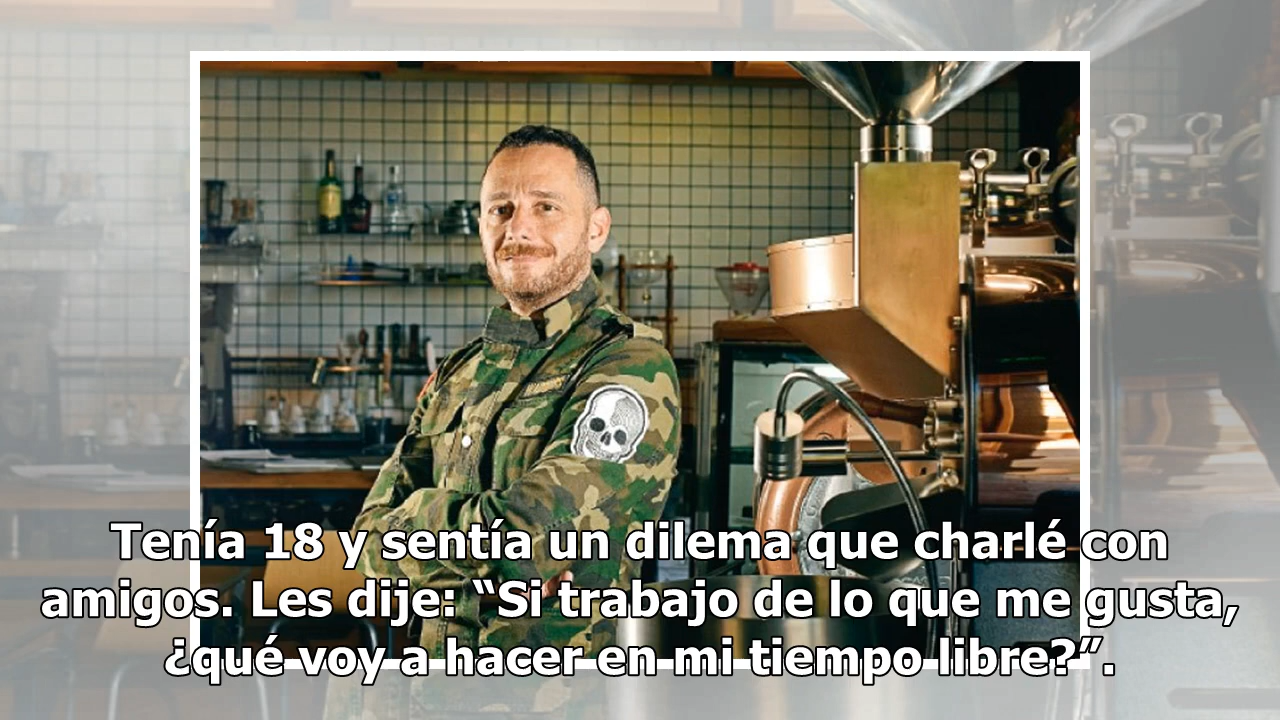 Tenía 18 y sentía un dilema que charlé con
amigos. Les dije: “Si trabajo de lo que me gusta,
¿qué voy a hacer en mi tiempo libre?”.